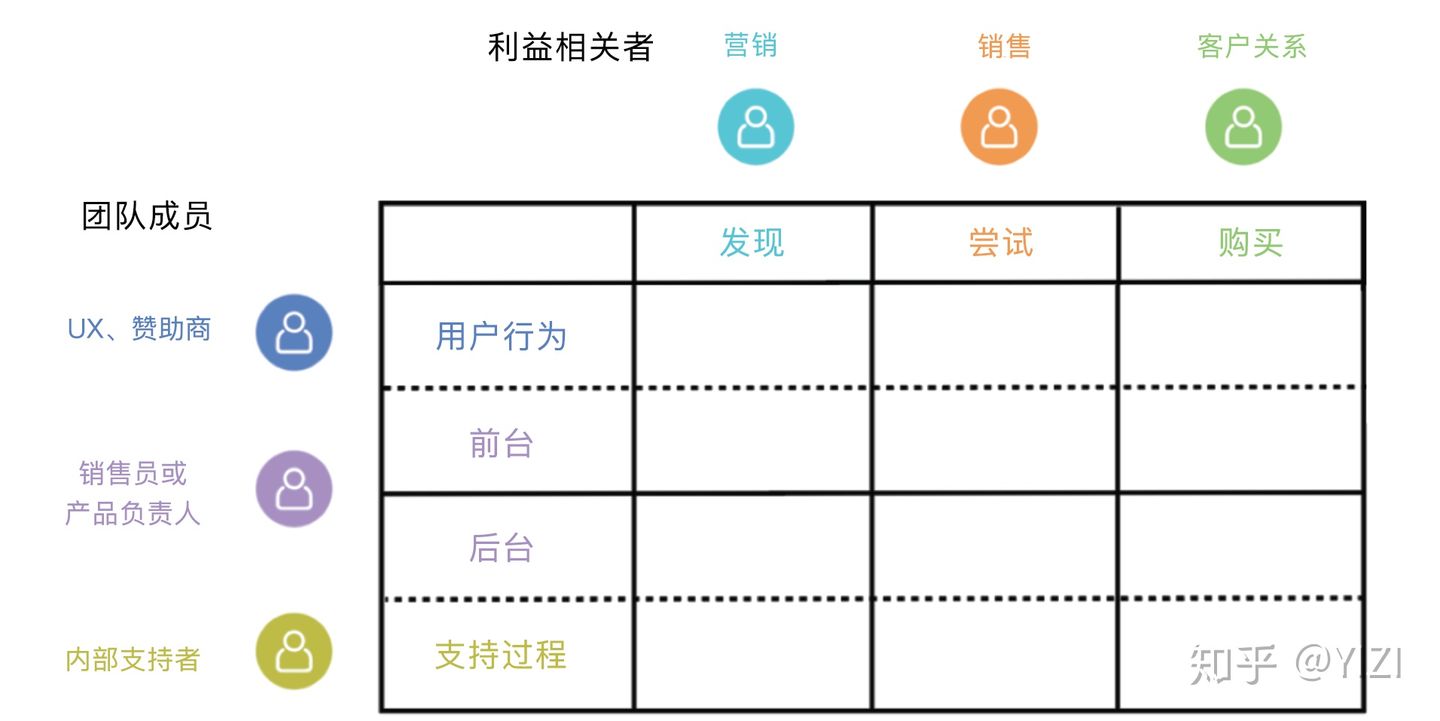 利益相关者 营销 销售 客户关系
团队成员
发现 尝试 购买
UX、赞助商 用户行为
前台
销售员或
产品负责人
后台
内部支持者 支持过程
知乎 @YIZI